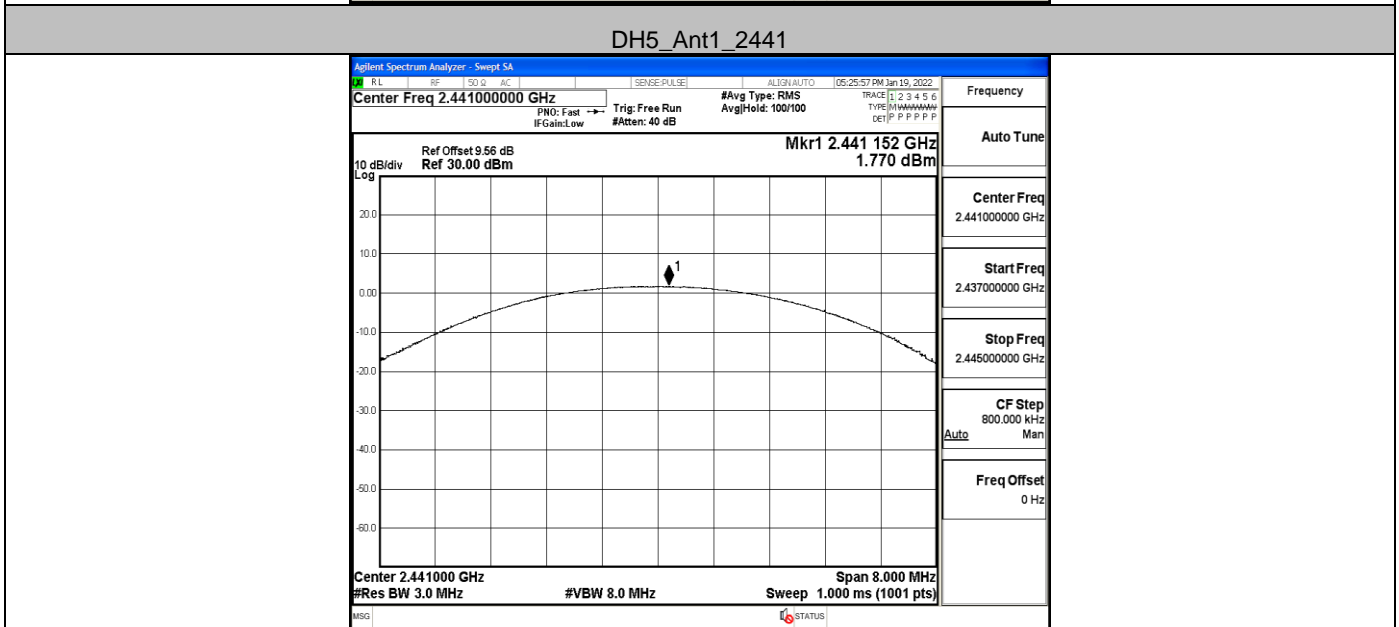 DH5_Ant1_2441
Agilent Spectrum Analyzer - Swept SA
RL RF 50 Ω AC SENSE:PULSE ALIGNAUTO 05:25:57 PM Jan 19, 2022
Center Freq 2.441000000 GHz
PNO: Fast
IFGain:Low
Trig: Free Run
#Atten: 40 dB
#Avg Type: RMS
Avg|Hold: 100/100
TRACE 1 2 3 4 5 6
TYPE M
DET P P P P P P
Ref Offset 9.56 dB
10 dB/div Ref 30.00 dBm
Log
Mkr1 2.441 152 GHz
1.770 dBm
20.0
10.0
1
0.00
-10.0
-20.0
-30.0
-40.0
-50.0
-60.0
Center 2.441000 GHz
Span 8.000 MHz
#Res BW 3.0 MHz
#VBW 8.0 MHz
Sweep 1.000 ms (1001 pts)
MSG
STATUS
Frequency
Auto Tune
Center Freq
2.441000000 GHz
Start Freq
2.437000000 GHz
Stop Freq
2.445000000 GHz
CF Step
800.000 kHz
Auto Man
Freq Offset
0 Hz